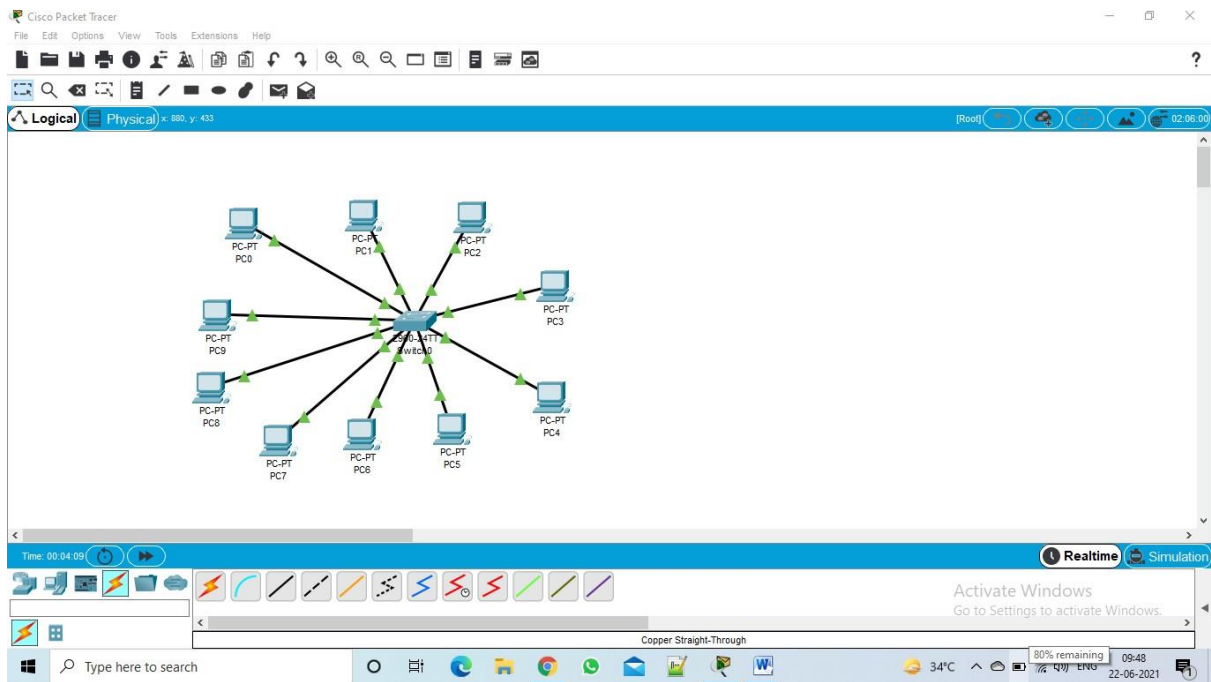 Cisco Packet Tracer
File Edit Options View Tools Extensions Help
?
Logical Physical x: 880, y: 433 [Root] 02:06:00
PC-PT
PC0
PC-PT
PC1
PC-PT
PC2
PC-PT
PC3
PC-PT
PC9
2960-24TT
Switch0
PC-PT
PC8
PC-PT
PC4
PC-PT
PC7
PC-PT
PC6
PC-PT
PC5
Time: 00:04:09 Realtime Simulation
Activate Windows
Go to Settings to activate Windows.
Copper Straight-Through
80% remaining
Type here to search 34°C ENG 09:48
22-06-2021